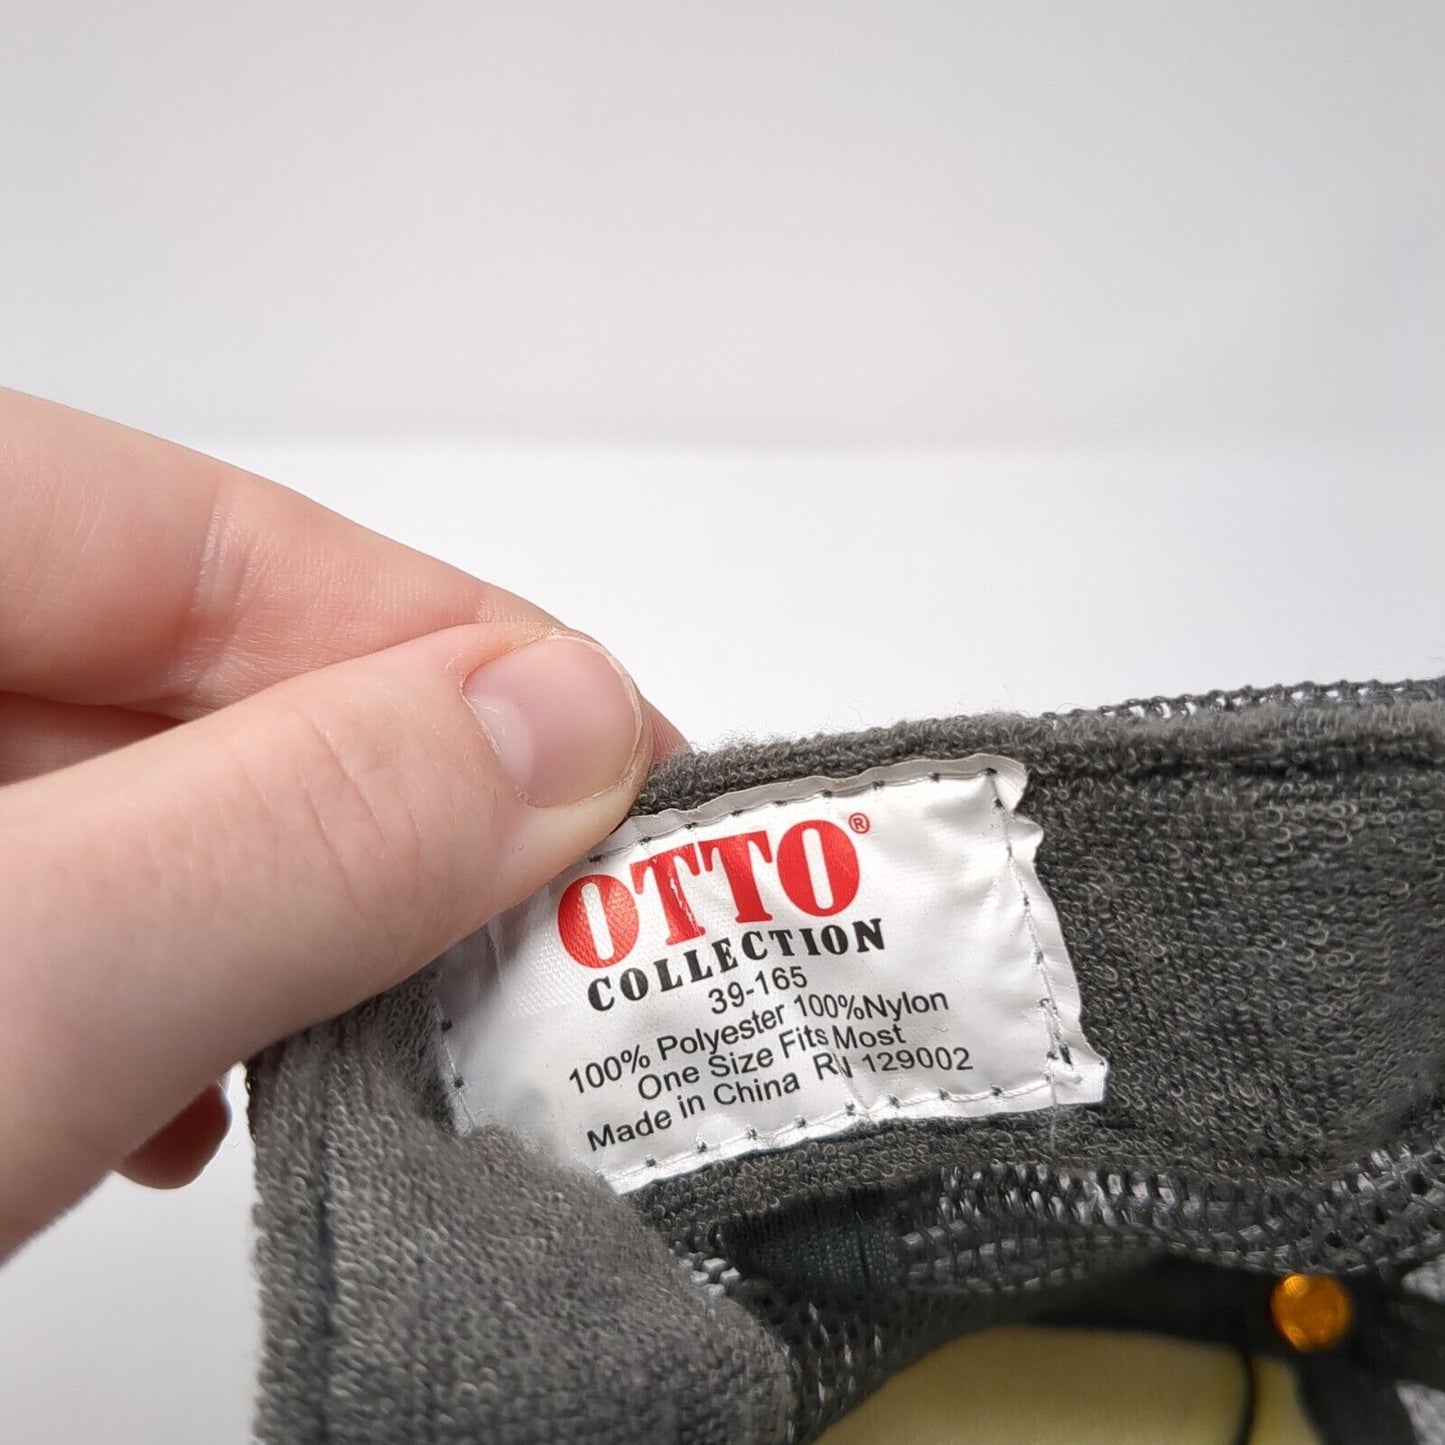 OTTO®
COLLECTION
39-165
100% Polyester 100%Nylon
One Size Fits Most
Made in China RN 129002